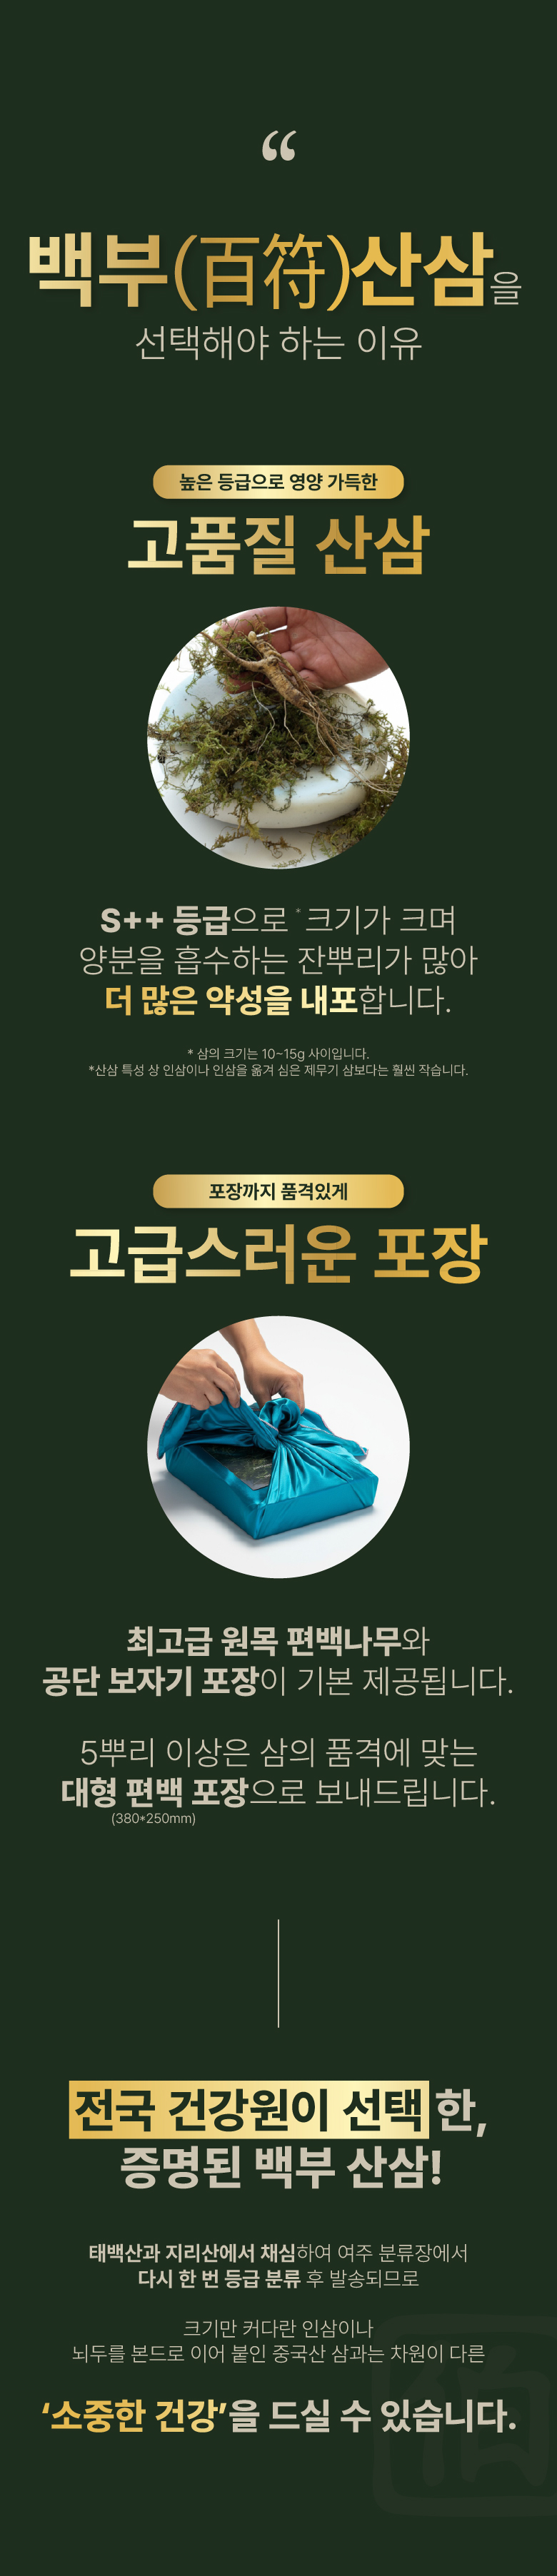 “
백부(百符)산삼을
선택해야 하는 이유
높은 등급으로 영양 가득한
고품질 산삼
S++ 등급으로 *크기가 크며
양분을 흡수하는 잔뿌리가 많아
더 많은 약성을 내포합니다.
* 삼의 크기는 10~15g 사이입니다.
*산삼 특성 상 인삼이나 인삼을 옮겨 심은 제무기 삼보다는 훨씬 작습니다.
포장까지 품격있게
고급스러운 포장
최고급 원목 편백나무와
공단 보자기 포장이 기본 제공됩니다.
5뿌리 이상은 삼의 품격에 맞는
대형 편백 포장으로 보내드립니다.
(380*250mm)
전국 건강원이 선택한,
증명된 백부 산삼!
태백산과 지리산에서 채심하여 여주 분류장에서
다시 한 번 등급 분류 후 발송되므로
크기만 커다란 인삼이나
뇌두를 본드로 이어 붙인 중국산 삼과는 차원이 다른
‘소중한 건강’을 드실 수 있습니다.